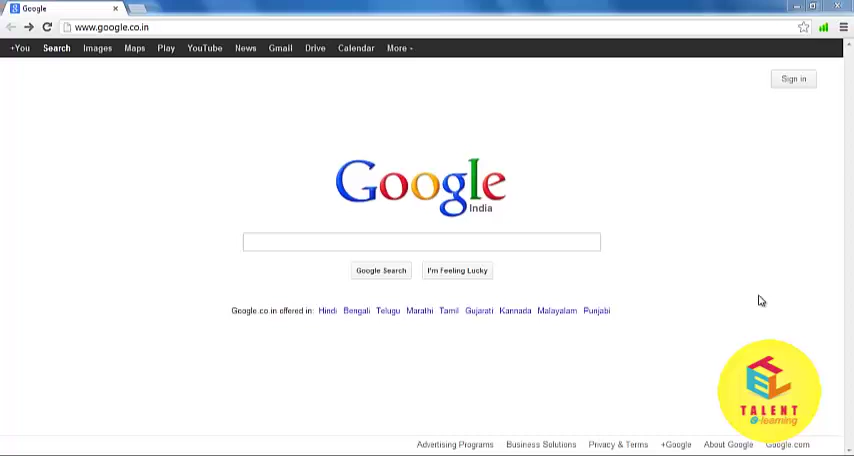 Google
www.google.co.in
+You Search Images Maps Play YouTube News Gmail Drive Calendar More
Sign in
Google
India
Google Search I'm Feeling Lucky
Google.co.in offered in: Hindi Bengali Telugu Marathi Tamil Gujarati Kannada Malayalam Punjabi
TEL
TALENT
e-learning
Advertising Programs Business Solutions Privacy & Terms +Google About Google Google.com